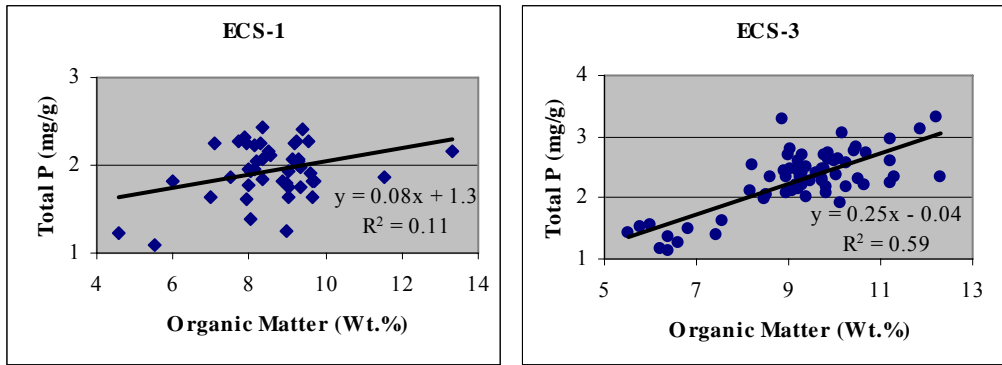 ECS-1
Total P (mg/g)
3
2
1
y = 0.08x + 1.3
R² = 0.11
4 6 8 10 12 14
Organic Matter (Wt.%)
ECS-3
Total P (mg/g)
4
3
2
1
y = 0.25x - 0.04
R² = 0.59
5 7 9 11 13
Organic Matter (Wt.%)